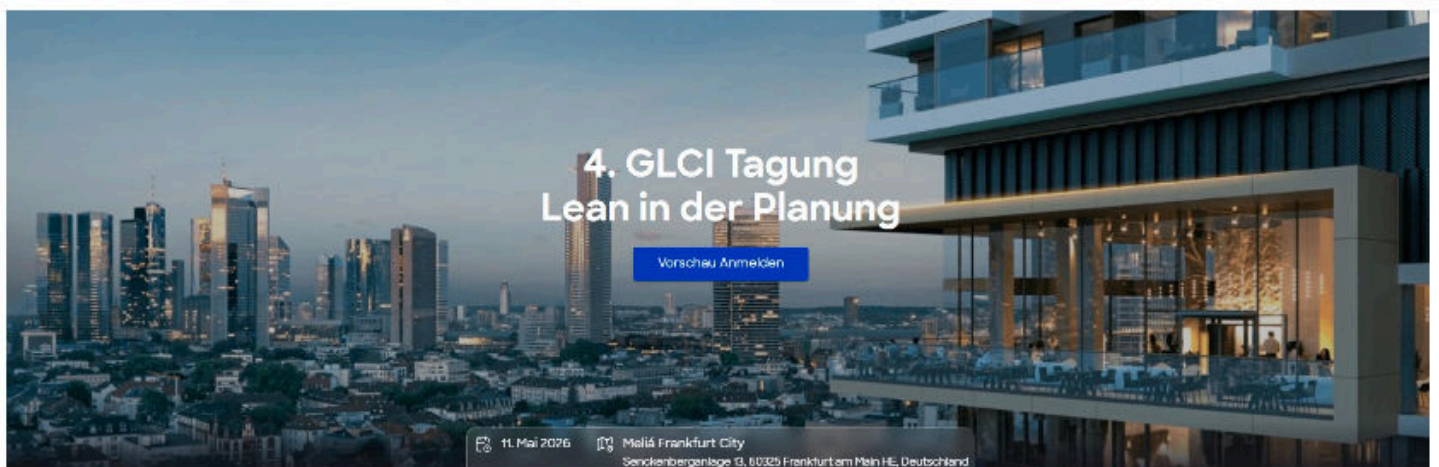 4. GLCI Tagung
Lean in der Planung
Vorschau Anmelden
11. Mai 2026
Meliá Frankfurt City
Senckenberganlage 13, 60325 Frankfurt am Main HE, Deutschland